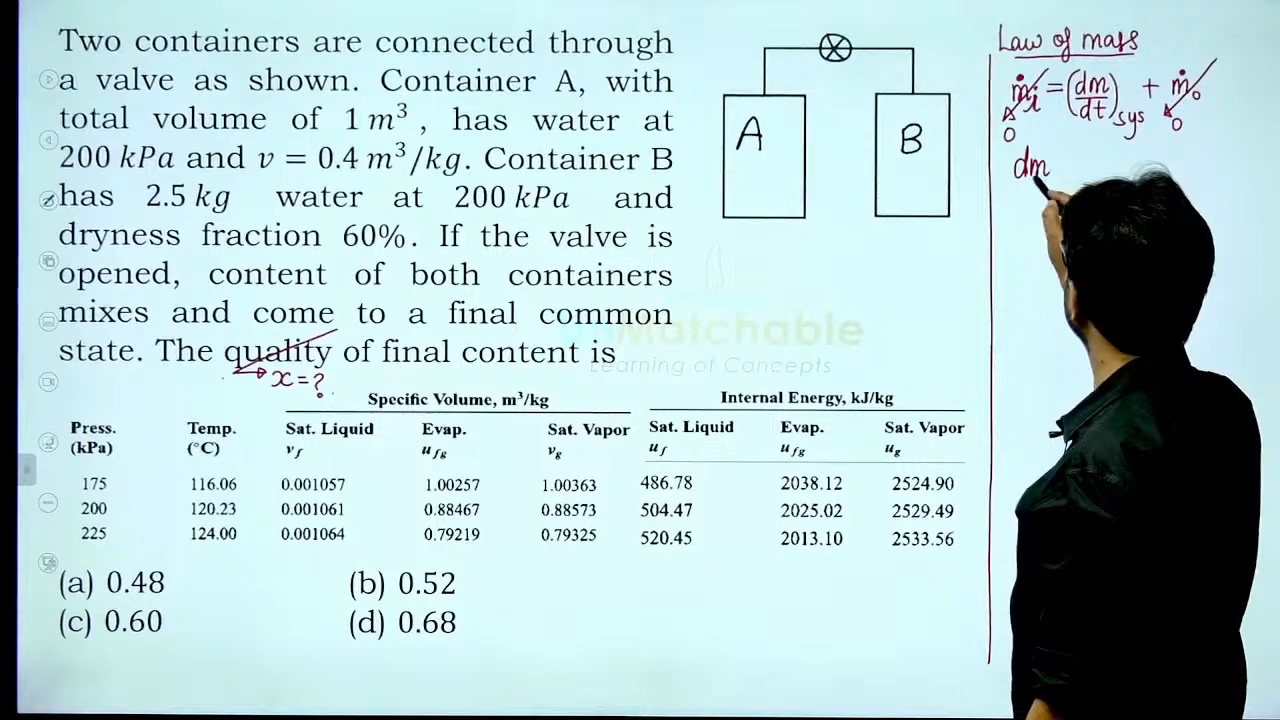 Two containers are connected through
a valve as shown. Container A, with
total volume of 1 m³ , has water at
200 kPa and v = 0.4 m³/kg. Container B
has 2.5 kg water at 200 kPa and
dryness fraction 60%. If the valve is
opened, content of both containers
mixes and come to a final common
state. The quality of final content is
x = ?
A
B
Law of mass
ṁi = (dm/dt)sys + ṁo
0
0
dm
Matchable
Learning of Concepts
Specific Volume, m³/kg Internal Energy, kJ/kg
Press. Temp. Sat. Liquid Evap. Sat. Vapor Sat. Liquid Evap. Sat. Vapor
(kPa) (°C) vf ufg vg uf ufg ug
175 116.06 0.001057 1.00257 1.00363 486.78 2038.12 2524.90
200 120.23 0.001061 0.88467 0.88573 504.47 2025.02 2529.49
225 124.00 0.001064 0.79219 0.79325 520.45 2013.10 2533.56
(a) 0.48 (b) 0.52
(c) 0.60 (d) 0.68